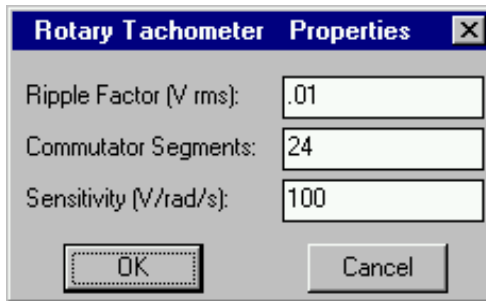 Rotary Tachometer Properties
Ripple Factor (V rms): .01
Commutator Segments: 24
Sensitivity (V/rad/s): 100
OK Cancel